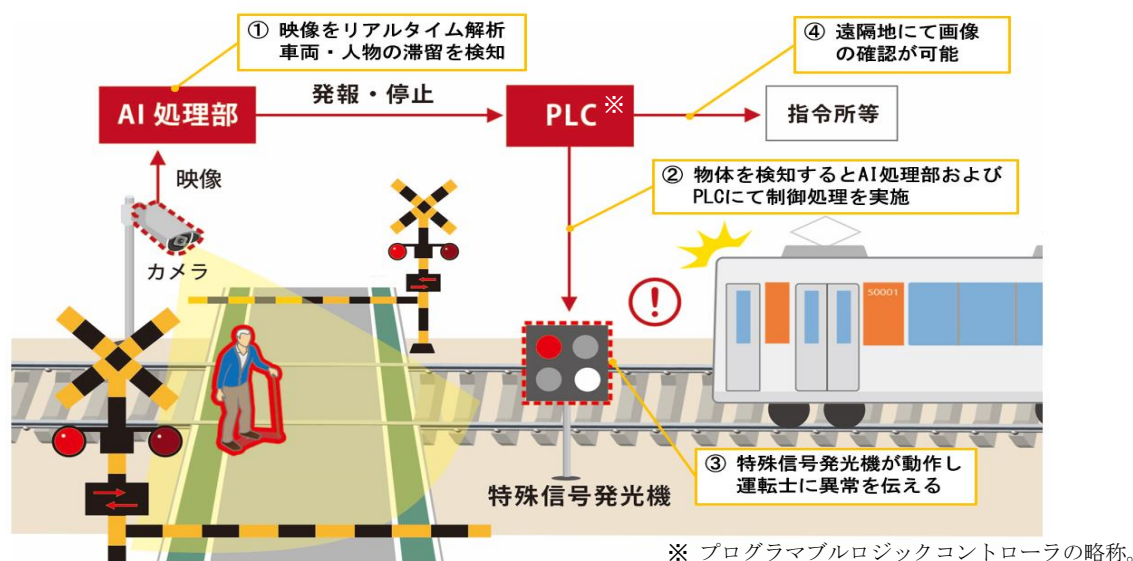 ① 映像をリアルタイム解析
車両・人物の滞留を検知
④ 遠隔地にて画像
の確認が可能
AI 処理部
発報・停止
PLC※
指令所等
映像
② 物体を検知するとAI処理部および
PLCにて制御処理を実施
カメラ
50001
③ 特殊信号発光機が動作し
運転士に異常を伝える
特殊信号発光機
※ プログラマブルロジックコントローラの略称。